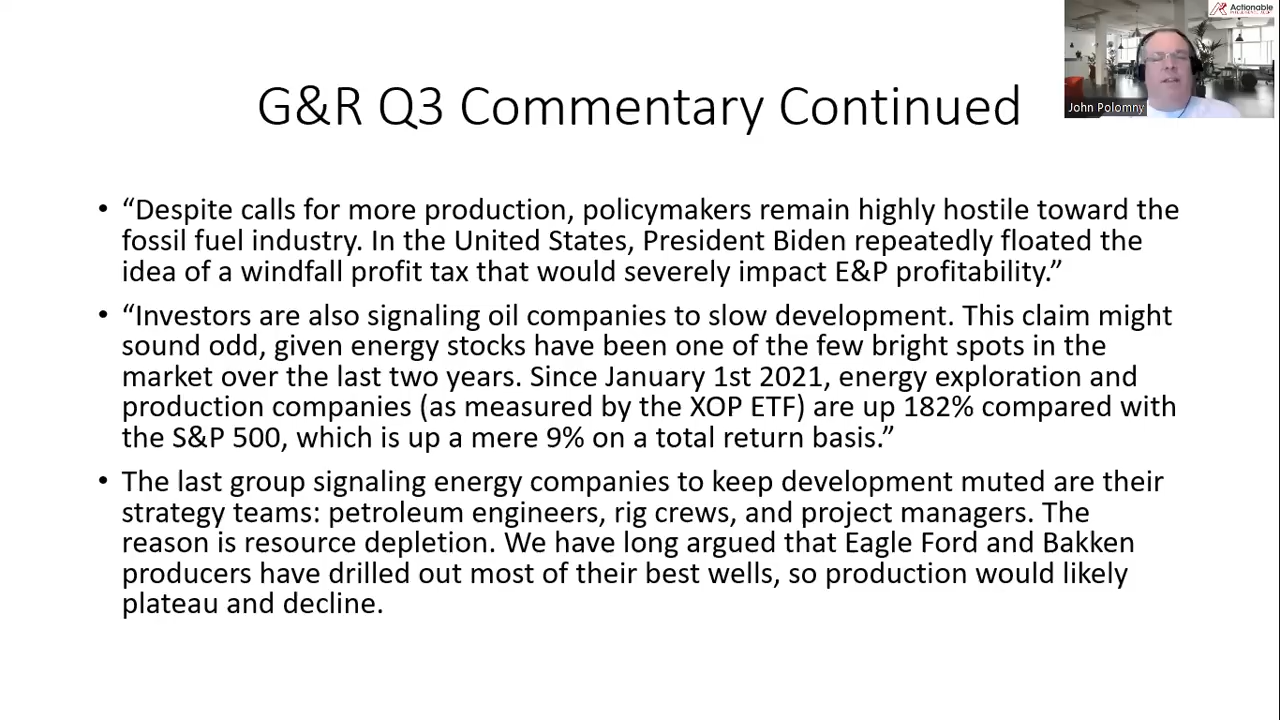 Actionable
John Polomny
G&R Q3 Commentary Continued
• “Despite calls for more production, policymakers remain highly hostile toward the
fossil fuel industry. In the United States, President Biden repeatedly floated the
idea of a windfall profit tax that would severely impact E&P profitability.”
• “Investors are also signaling oil companies to slow development. This claim might
sound odd, given energy stocks have been one of the few bright spots in the
market over the last two years. Since January 1st 2021, energy exploration and
production companies (as measured by the XOP ETF) are up 182% compared with
the S&P 500, which is up a mere 9% on a total return basis.”
• The last group signaling energy companies to keep development muted are their
strategy teams: petroleum engineers, rig crews, and project managers. The
reason is resource depletion. We have long argued that Eagle Ford and Bakken
producers have drilled out most of their best wells, so production would likely
plateau and decline.